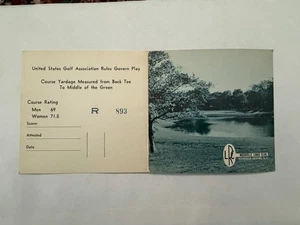 United States Golf Association Rules Govern Play
Course Yardage Measured from Back Tee
To Middle of the Green
Course Rating
Men 69
Women 71.5
R 893
Scorer
Attested
Date